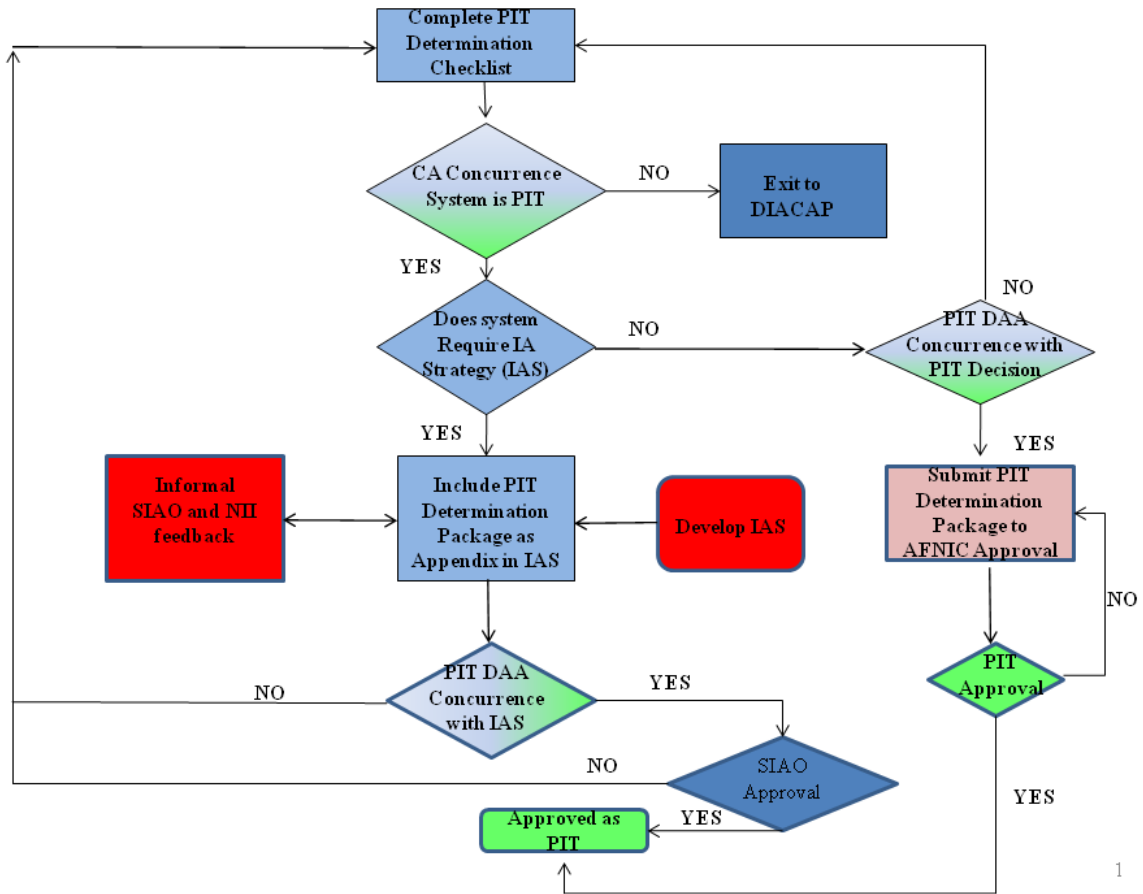 Complete PIT
Determination
Checklist
CA Concurrence
System is PIT
NO
Exit to
DIACAP
YES
Does system
Require IA
Strategy (IAS)
NO
PIT DAA
Concurrence with
PIT Decision
NO
YES
YES
Informal
SIAO and NII
feedback
Include PIT
Determination
Package as
Appendix in IAS
Develop IAS
Submit PIT
Determination
Package to
AFNIC Approval
NO
PIT DAA
Concurrence
with IAS
NO
YES
PIT
Approval
SIAO
Approval
NO
YES
YES
Approved as
PIT
1